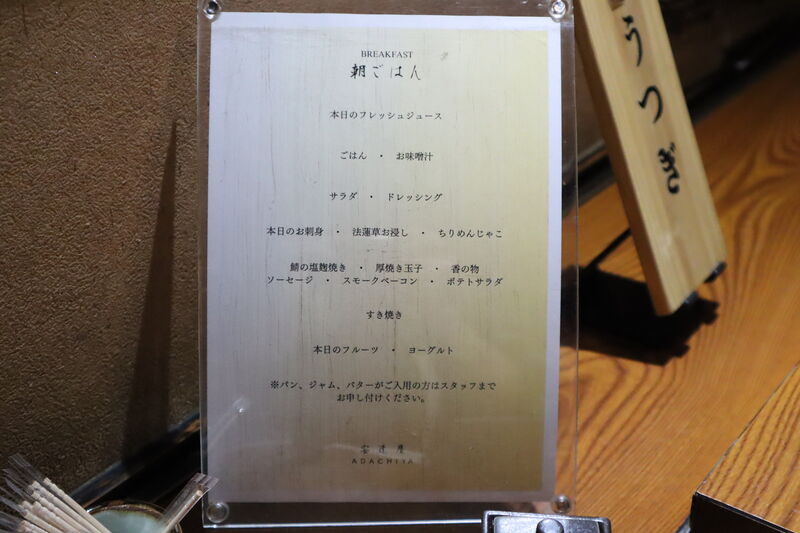 BREAKFAST
朝ごはん
本日のフレッシュジュース
ごはん ・ お味噌汁
サラダ ・ ドレッシング
本日のお刺身 ・ 法蓮草お浸し ・ ちりめんじゃこ
鯖の塩麹焼き ・ 厚焼き玉子 ・ 香の物
ソーセージ ・ スモークベーコン ・ ポテトサラダ
すき焼き
本日のフルーツ ・ ヨーグルト
※パン、ジャム、バターがご入用の方はスタッフまで
お申し付けください。
安達屋
ADACHIYA
うつぎ